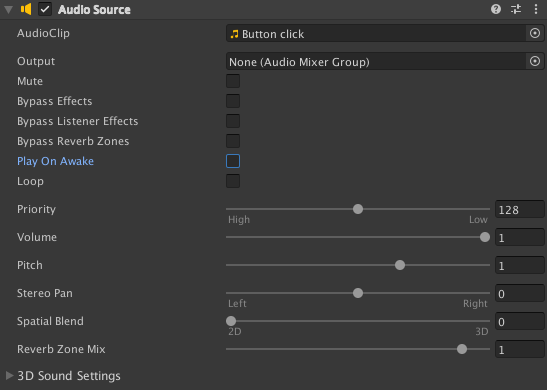 Audio Source
AudioClip Button click
Output None (Audio Mixer Group)
Mute
Bypass Effects
Bypass Listener Effects
Bypass Reverb Zones
Play On Awake
Loop
Priority 128
High Low
Volume 1
Pitch 1
Stereo Pan 0
Left Right
Spatial Blend 0
2D 3D
Reverb Zone Mix 1
3D Sound Settings